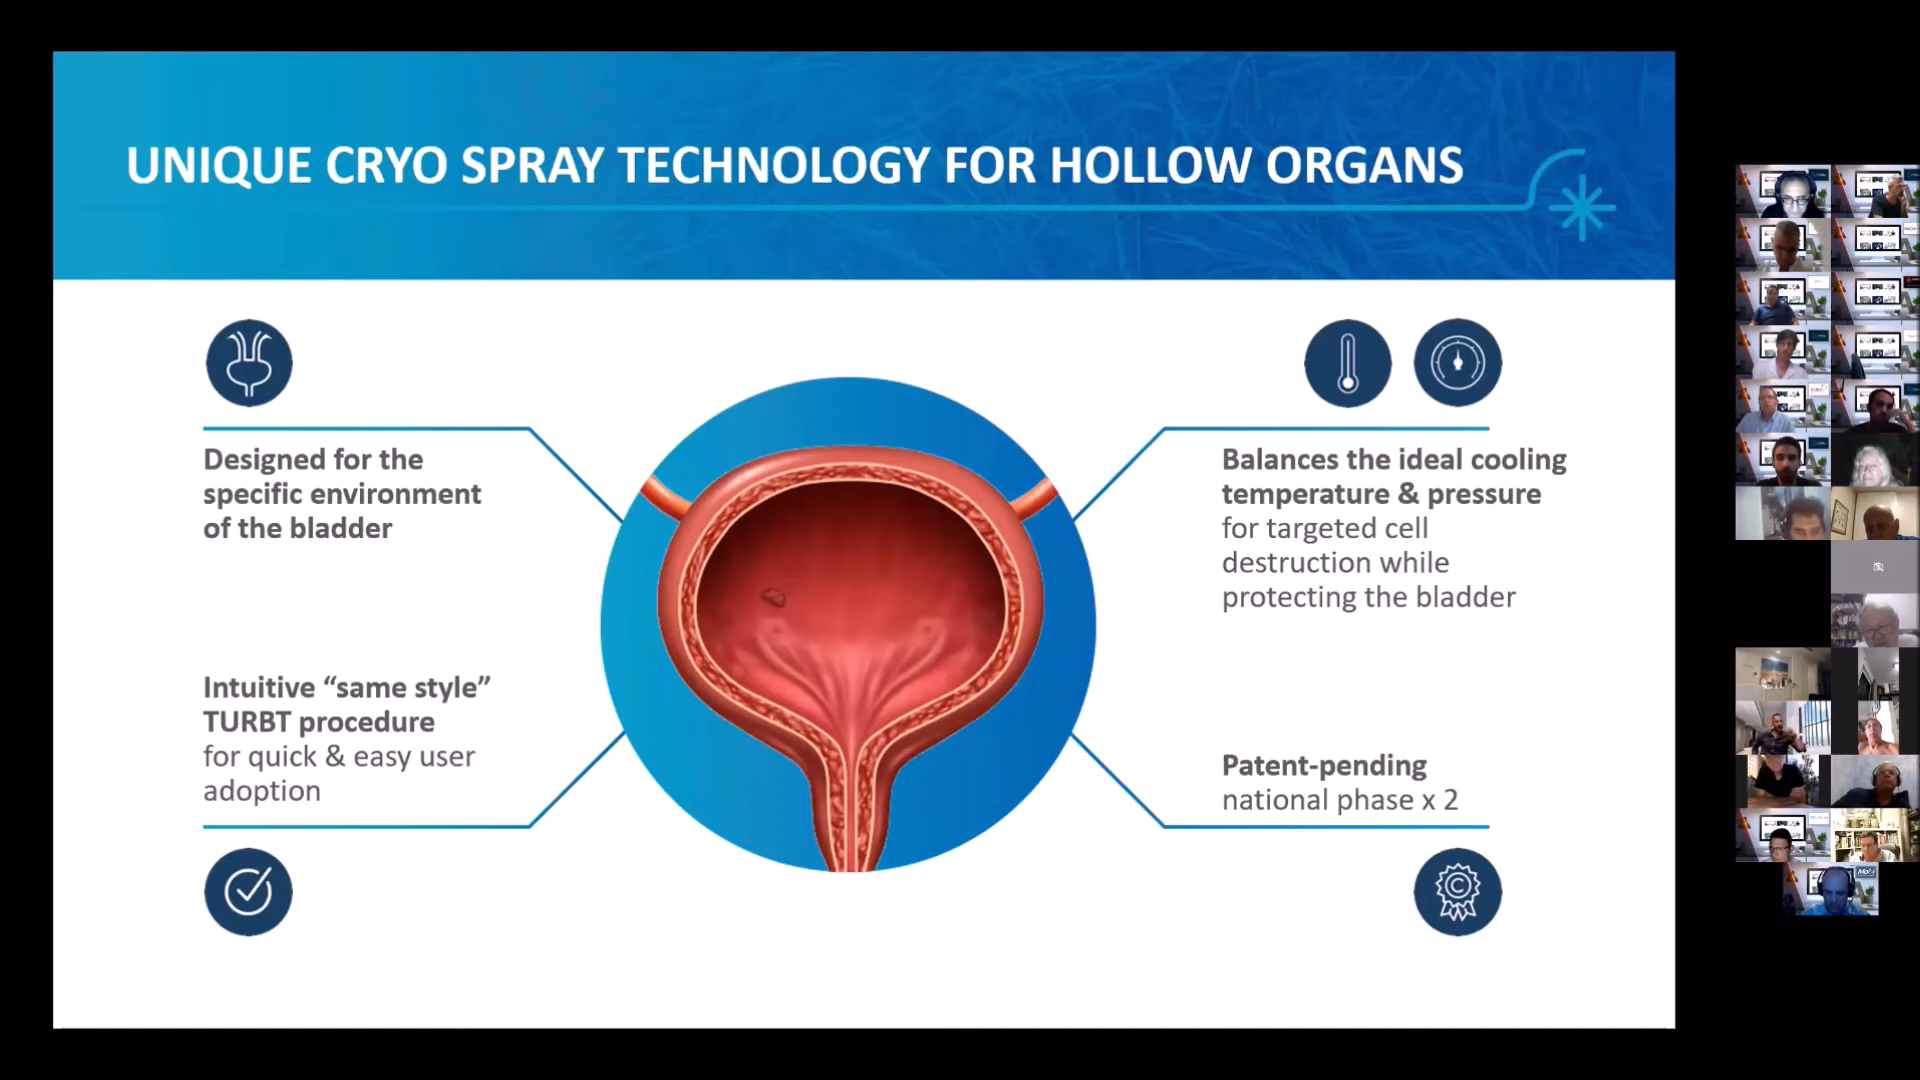 UNIQUE CRYO SPRAY TECHNOLOGY FOR HOLLOW ORGANS
Designed for the
specific environment
of the bladder
Balances the ideal cooling
temperature & pressure
for targeted cell
destruction while
protecting the bladder
Intuitive “same style”
TURBT procedure
for quick & easy user
adoption
Patent-pending
national phase x 2
©